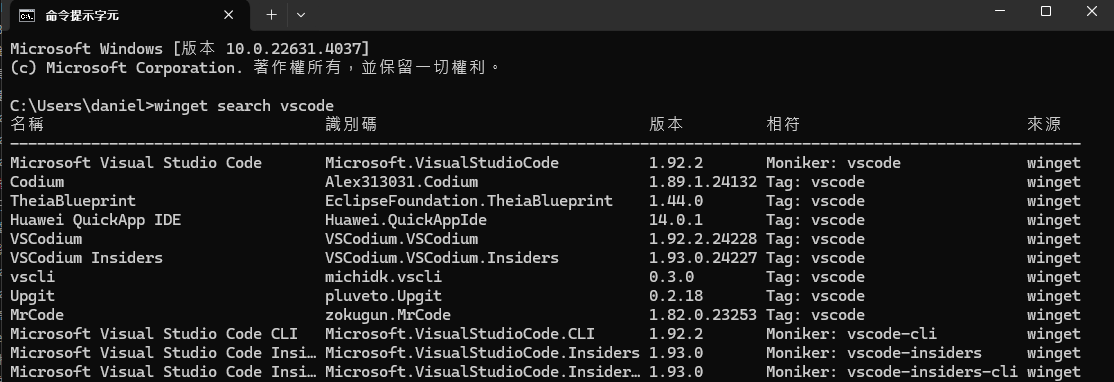 命令提示字元
Microsoft Windows [版本 10.0.22631.4037]
(c) Microsoft Corporation. 著作權所有，並保留一切權利。
C:\Users\daniel>winget search vscode
名稱 識別碼 版本 相符 來源
Microsoft Visual Studio Code Microsoft.VisualStudioCode 1.92.2 Moniker: vscode winget
Codium Alex313031.Codium 1.89.1.24132 Tag: vscode winget
TheiaBlueprint EclipseFoundation.TheiaBlueprint 1.44.0 Tag: vscode winget
Huawei QuickApp IDE Huawei.QuickAppIde 14.0.1 Tag: vscode winget
VSCodium VSCodium.VSCodium 1.92.2.24228 Tag: vscode winget
VSCodium Insiders VSCodium.VSCodium.Insiders 1.93.0.24227 Tag: vscode winget
vscli michidk.vscli 0.3.0 Tag: vscode winget
Upgit pluveto.Upgit 0.2.18 Tag: vscode winget
MrCode zokugun.MrCode 1.82.0.23253 Tag: vscode winget
Microsoft Visual Studio Code CLI Microsoft.VisualStudioCode.CLI 1.92.2 Moniker: vscode-cli winget
Microsoft Visual Studio Code Insi… Microsoft.VisualStudioCode.Insiders 1.93.0 Moniker: vscode-insiders winget
Microsoft Visual Studio Code Insi… Microsoft.VisualStudioCode.Insider… 1.93.0 Moniker: vscode-insiders-cli winget